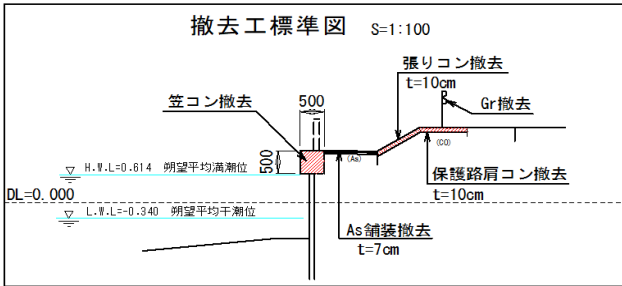 撤去工標準図 S=1:100
張りコン撤去
t=10cm
500
笠コン撤去
Gr撤去
500
(As)
(CO)
H.W.L=0.614 朔望平均満潮位
保護路肩コン撤去
t=10cm
DL=0.000
L.W.L=-0.340 朔望平均干潮位
As舗装撤去
t=7cm